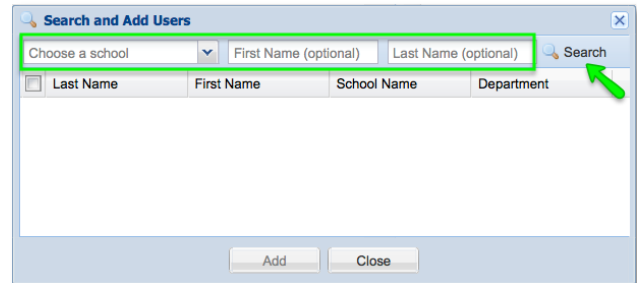 Search and Add Users
Choose a school First Name (optional) Last Name (optional) Search
Last Name First Name School Name Department
Add Close